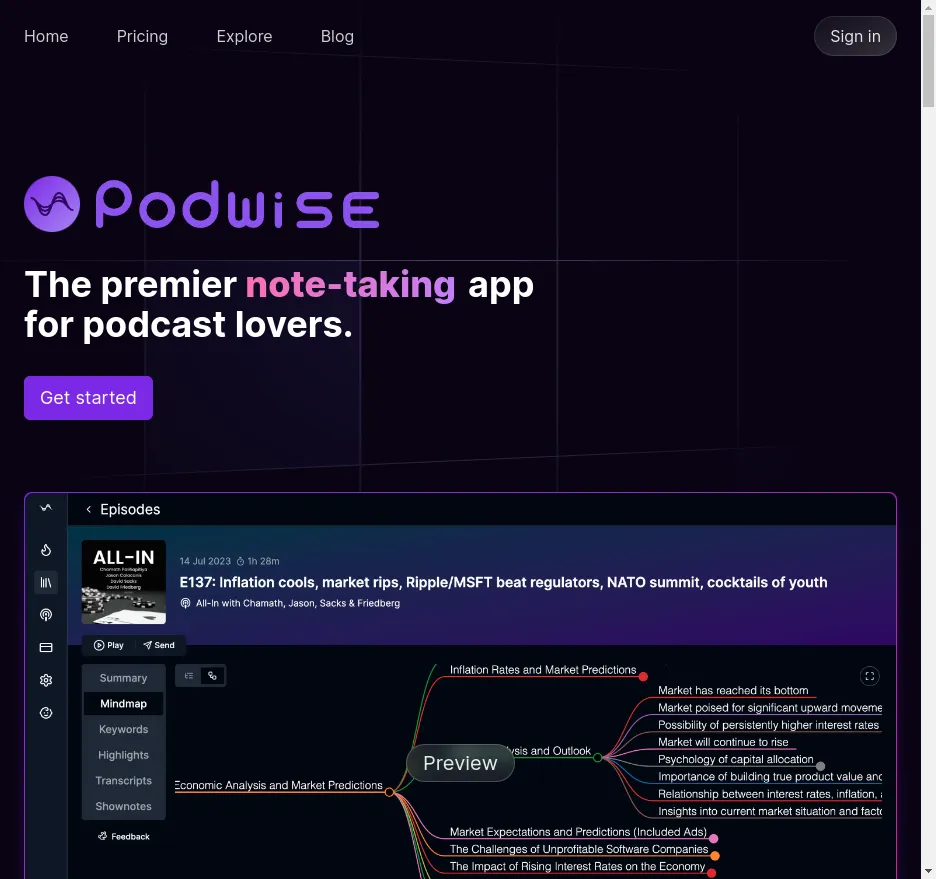 Home Pricing Explore Blog Sign in
Podwise
The premier note-taking app
for podcast lovers.
Get started
Episodes
ALL-IN
Chamath Palihapitiya
Jason Calacanis
David Sacks
David Friedberg
14 Jul 2023 1h 28m
E137: Inflation cools, market rips, Ripple/MSFT beat regulators, NATO summit, cocktails of youth
All-In with Chamath, Jason, Sacks & Friedberg
Play Send
Summary
Mindmap
Keywords
Highlights
Transcripts
Shownotes
Feedback
Inflation Rates and Market Predictions
Market has reached its bottom
Market poised for significant upward moveme
Possibility of persistently higher interest rates
Market will continue to rise
and Outlook
Psychology of capital allocation
Preview
Importance of building true product value and
Economic Analysis and Market Predictions
Relationship between interest rates, inflation,
Insights into current market situation and facto
Market Expectations and Predictions (Included Ads)
The Challenges of Unprofitable Software Companies
The Impact of Rising Interest Rates on the Economy